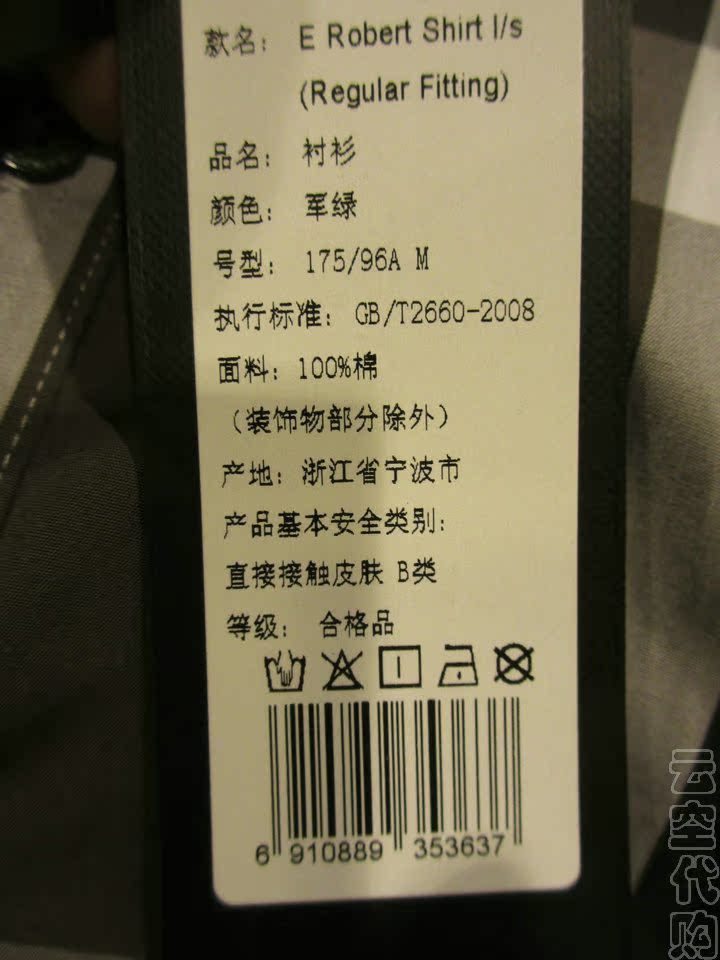 款名： E Robert Shirt l/s
(Regular Fitting)
品名： 衬衫
颜色： 军绿
号型： 175/96A M
执行标准： GB/T2660-2008
面料：100%棉
（装饰物部分除外）
产地：浙江省宁波市
产品基本安全类别：
直接接触皮肤 B类
等级： 合格品
6 910889 353637
云空代购